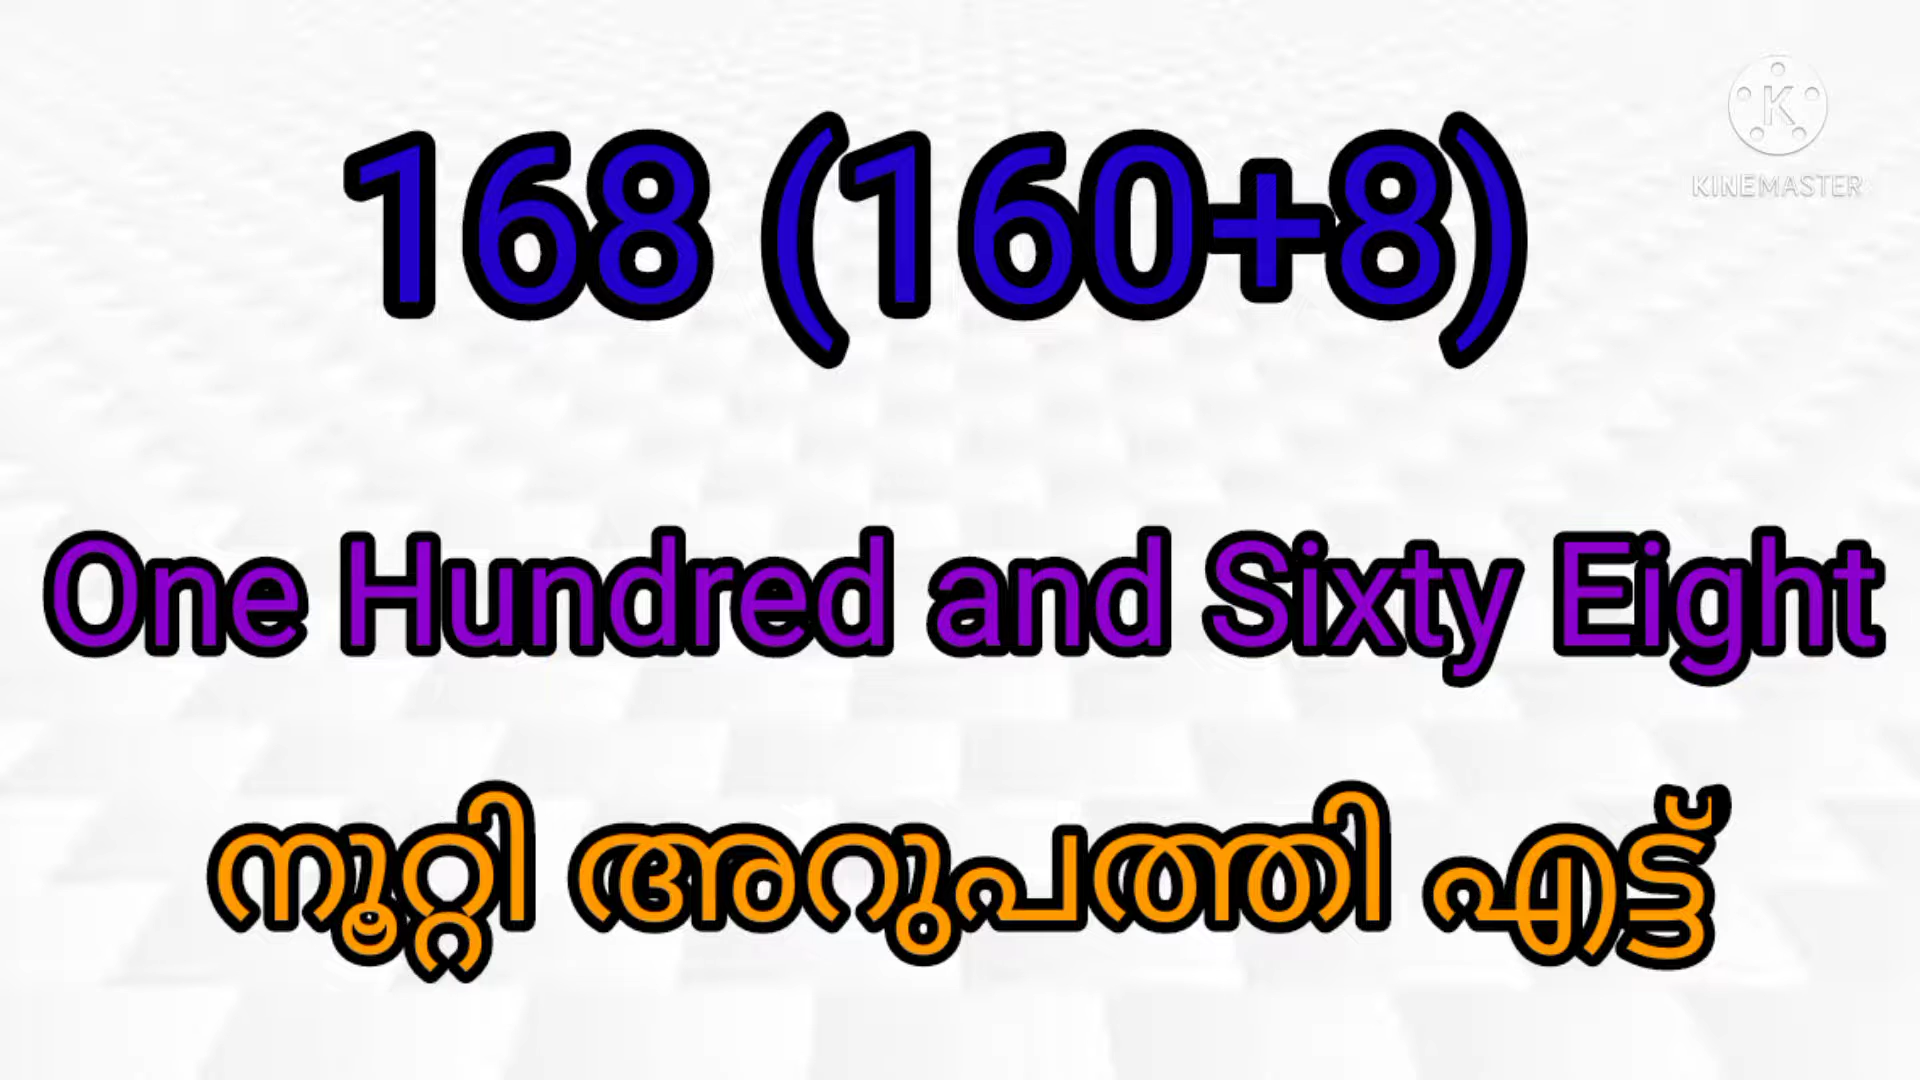 168 (160+8)
KINEMASTER
One Hundred and Sixty Eight
നൂറ്റി അറുപത്തി എട്ട്